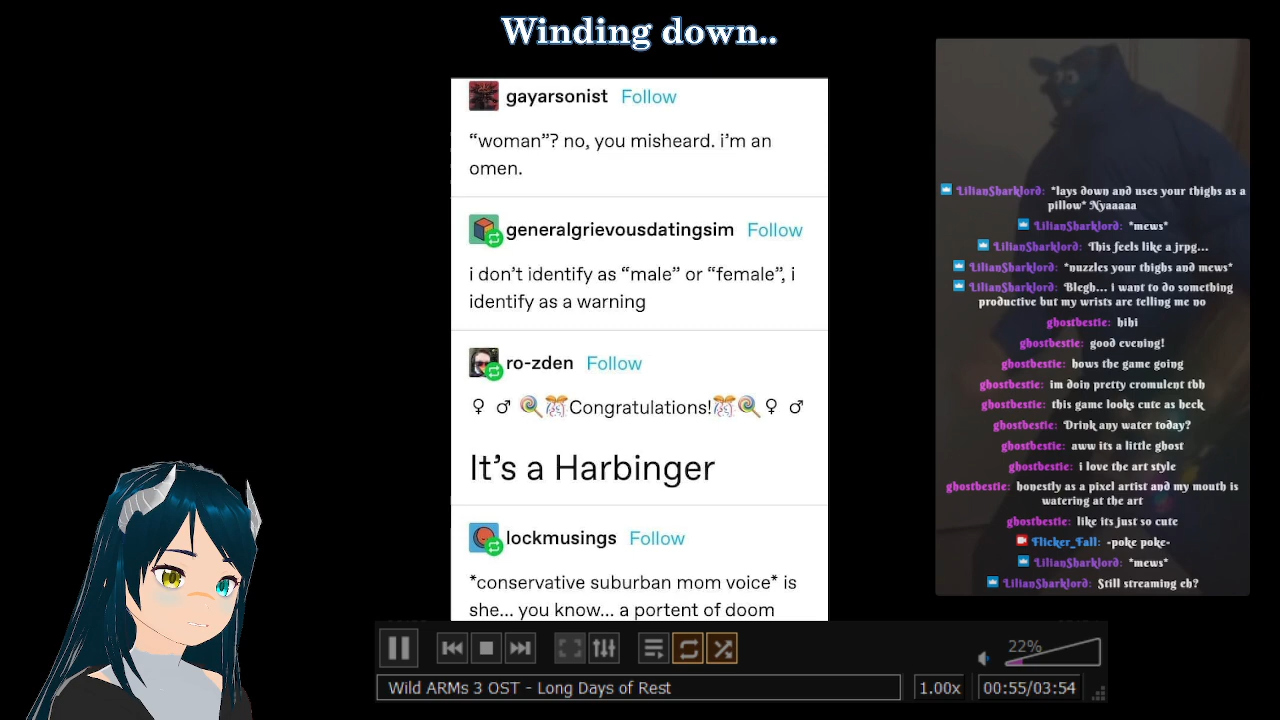 Winding down..
gayarsonist Follow
“woman”? no, you misheard. i’m an
omen.
generalgrievousdatingsim Follow
i don’t identify as “male” or “female”, i
identify as a warning
ro-zden Follow
♀ ♂ 🍭🎊Congratulations!🎊🍭♀ ♂
It’s a Harbinger
lockmusings Follow
*conservative suburban mom voice* is
she... you know... a portent of doom
LilianSharklord: *lays down and uses your thighs as a
pillow* Nyaaaaa
LilianSharklord: *mews*
LilianSharklord: This feels like a jrpg...
LilianSharklord: *nuzzles your thighs and mews*
LilianSharklord: Blegh... i want to do something
productive but my wrists are telling me no
ghostbestie: hihi
ghostbestie: good evening!
ghostbestie: hows the game going
ghostbestie: im doin pretty cromulent tbh
ghostbestie: this game looks cute as heck
ghostbestie: Drink any water today?
ghostbestie: aww its a little ghost
ghostbestie: i love the art style
ghostbestie: honestly as a pixel artist and my mouth is
watering at the art
ghostbestie: like its just so cute
Flicker_Fall: -poke poke-
LilianSharklord: *mews*
LilianSharklord: Still streaming eh?
22%
Wild ARMs 3 OST - Long Days of Rest
1.00x
00:55/03:54